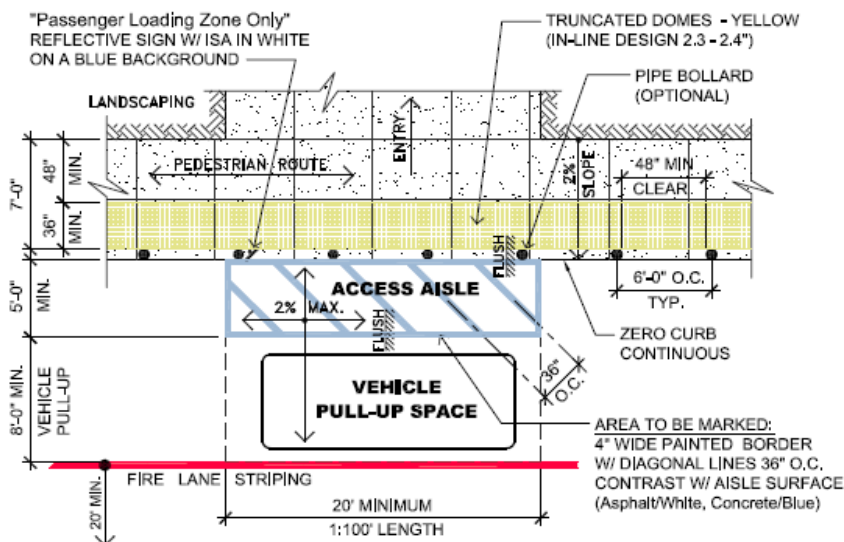 "Passenger Loading Zone Only"
REFLECTIVE SIGN W/ ISA IN WHITE
ON A BLUE BACKGROUND
TRUNCATED DOMES - YELLOW
(IN-LINE DESIGN 2.3 - 2.4")
PIPE BOLLARD
(OPTIONAL)
LANDSCAPING
ENTRY
PEDESTRIAN ROUTE
2%
SLOPE
48" MIN
CLEAR
7'-0"
48"
MIN.
36"
MIN.
FLUSH
6'-0" O.C.
TYP.
5'-0"
MIN.
ACCESS AISLE
2% MAX.
FLUSH
ZERO CURB
CONTINUOUS
36"
O.C.
8'-0" MIN.
VEHICLE
PULL-UP
VEHICLE
PULL-UP SPACE
AREA TO BE MARKED:
4" WIDE PAINTED BORDER
W/ DIAGONAL LINES 36" O.C.
CONTRAST W/ AISLE SURFACE
(Asphalt/White, Concrete/Blue)
FIRE LANE STRIPING
20' MIN.
20' MINIMUM
1:100' LENGTH